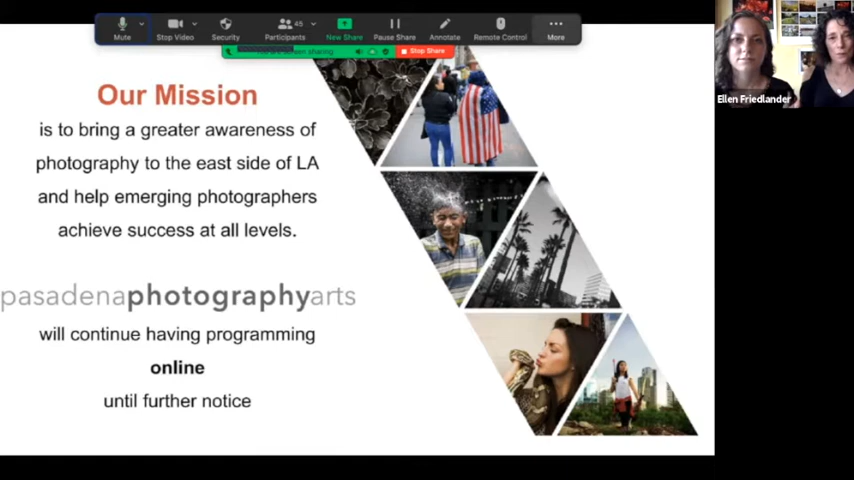 Mute
Stop Video
Security
Participants
45
New Share
Pause Share
Annotate
Remote Control
More
Stop Share
Ellen Friedlander
Our Mission
is to bring a greater awareness of
photography to the east side of LA
and help emerging photographers
achieve success at all levels.
pasadenaphotographyarts
will continue having programming
online
until further notice